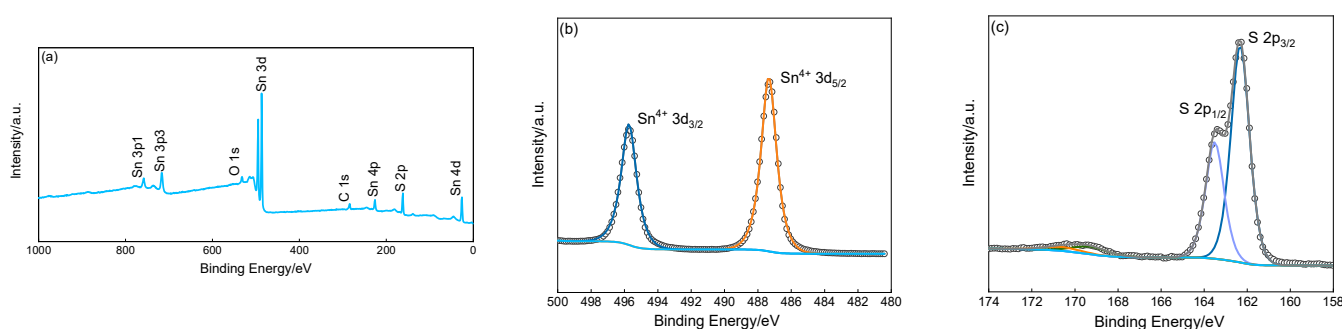 (a)
Sn 3p1
Sn 3p3
O 1s
Sn 3d
C 1s
Sn 4p
S 2p
Sn 4d
Intensity/a.u.
1000 800 600 400 200 0
Binding Energy/eV
(b)
Sn⁴⁺ 3d₃/₂
Sn⁴⁺ 3d₅/₂
Intensity/a.u.
500 498 496 494 492 490 488 486 484 482 480
Binding Energy/eV
(c)
S 2p₃/₂
S 2p₁/₂
Intensity/a.u.
174 172 170 168 166 164 162 160 158
Binding Energy/eV